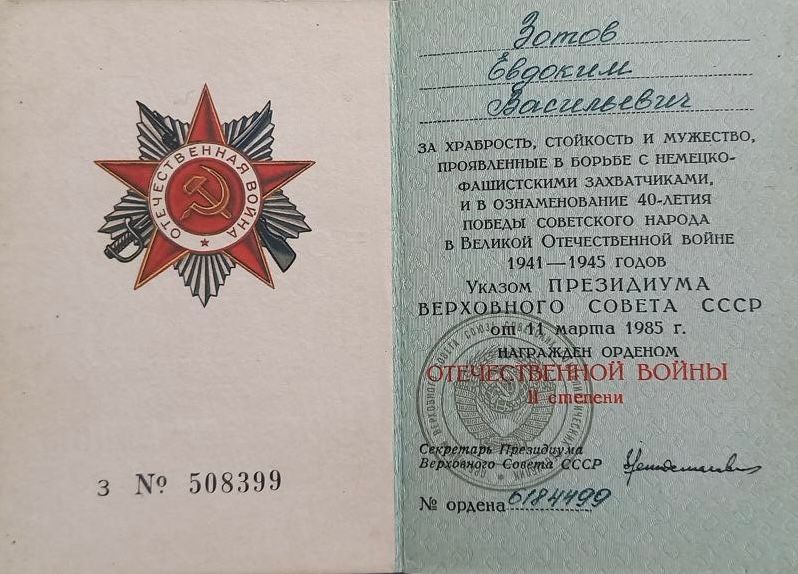 ОТЕЧЕСТВЕННАЯ ВОЙНА
З № 508399
Зотов
Евдоким
Васильевич
ЗА ХРАБРОСТЬ, СТОЙКОСТЬ И МУЖЕСТВО,
ПРОЯВЛЕННЫЕ В БОРЬБЕ С НЕМЕЦКО-
ФАШИСТСКИМИ ЗАХВАТЧИКАМИ,
И В ОЗНАМЕНОВАНИЕ 40-ЛЕТИЯ
ПОБЕДЫ СОВЕТСКОГО НАРОДА
В ВЕЛИКОЙ ОТЕЧЕСТВЕННОЙ ВОЙНЕ
1941—1945 ГОДОВ
УКАЗОМ ПРЕЗИДИУМА
ВЕРХОВНОГО СОВЕТА СССР
от 11 марта 1985 г.
НАГРАЖДЕН ОРДЕНОМ
ОТЕЧЕСТВЕННОЙ ВОЙНЫ
II степени
Секретарь Президиума
Верховного Совета СССР
№ ордена 6184499